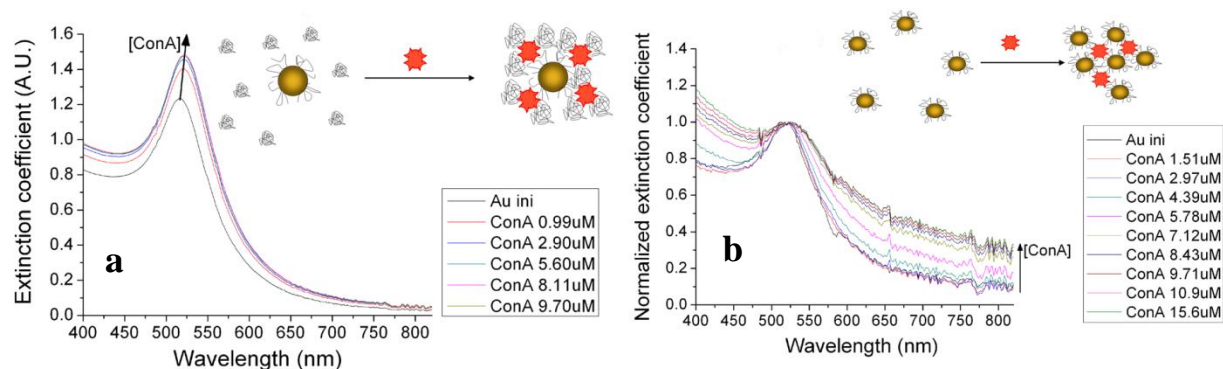 1.6
1.4
1.2
1.0
0.8
0.6
0.4
0.2
0.0
Extinction coefficient (A.U.)
[ConA]
a
Au ini
ConA 0.99uM
ConA 2.90uM
ConA 5.60uM
ConA 8.11uM
ConA 9.70uM
400 450 500 550 600 650 700 750 800
Wavelength (nm)
1.4
1.2
1.0
0.8
0.6
0.4
0.2
0.0
Normalized extinction coefficient
b
[ConA]
Au ini
ConA 1.51uM
ConA 2.97uM
ConA 4.39uM
ConA 5.78uM
ConA 7.12uM
ConA 8.43uM
ConA 9.71uM
ConA 10.9uM
ConA 15.6uM
400 450 500 550 600 650 700 750 800
Wavelength (nm)